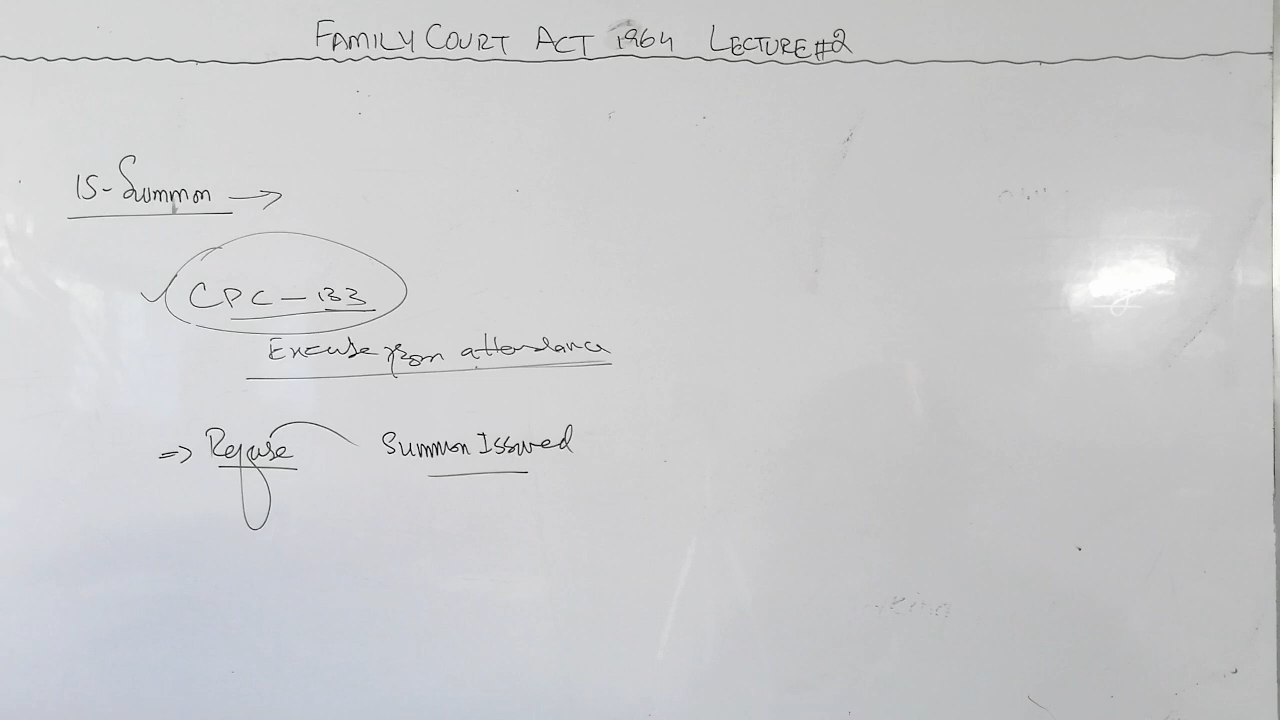 FAMILY COURT ACT 1964 LECTURE#2
15-Summon →
✓ CPC-133
Excuse from attendance
⇒ Refuse Summon Issued